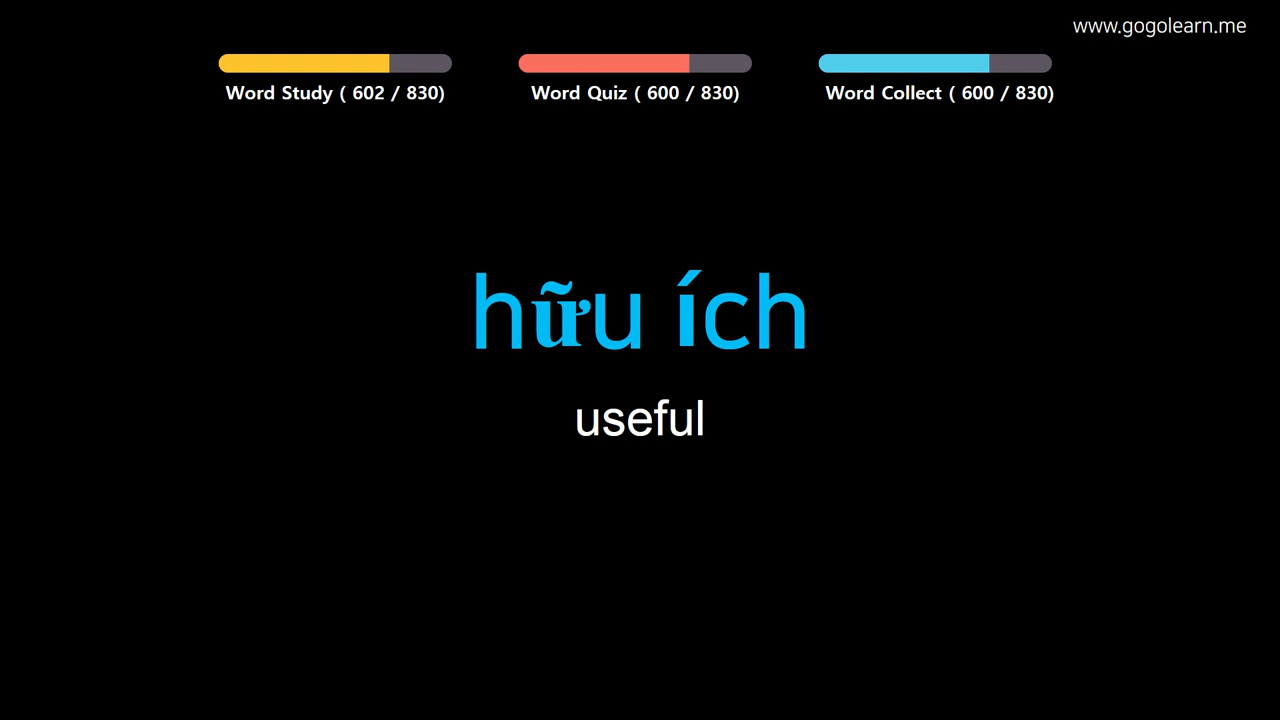 www.gogolearn.me
Word Study ( 602 / 830)
Word Quiz ( 600 / 830)
Word Collect ( 600 / 830)
hữu ích
useful